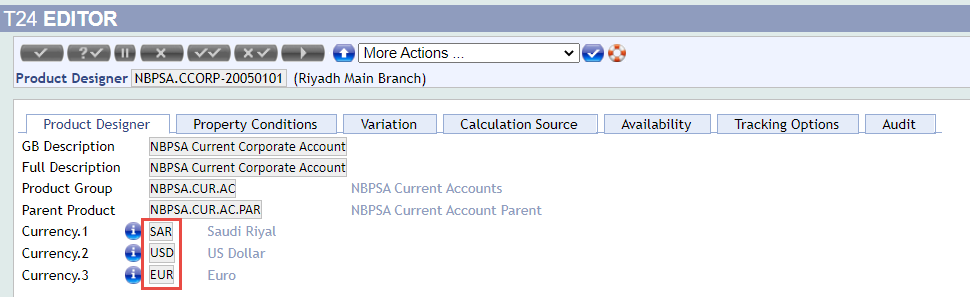 T24 EDITOR
More Actions ...
Product Designer NBPSA.CCORP-20050101 (Riyadh Main Branch)
Product Designer Property Conditions Variation Calculation Source Availability Tracking Options Audit
GB Description NBPSA Current Corporate Account
Full Description NBPSA Current Corporate Account
Product Group NBPSA.CUR.AC NBPSA Current Accounts
Parent Product NBPSA.CUR.AC.PAR NBPSA Current Account Parent
Currency.1 SAR Saudi Riyal
Currency.2 USD US Dollar
Currency.3 EUR Euro